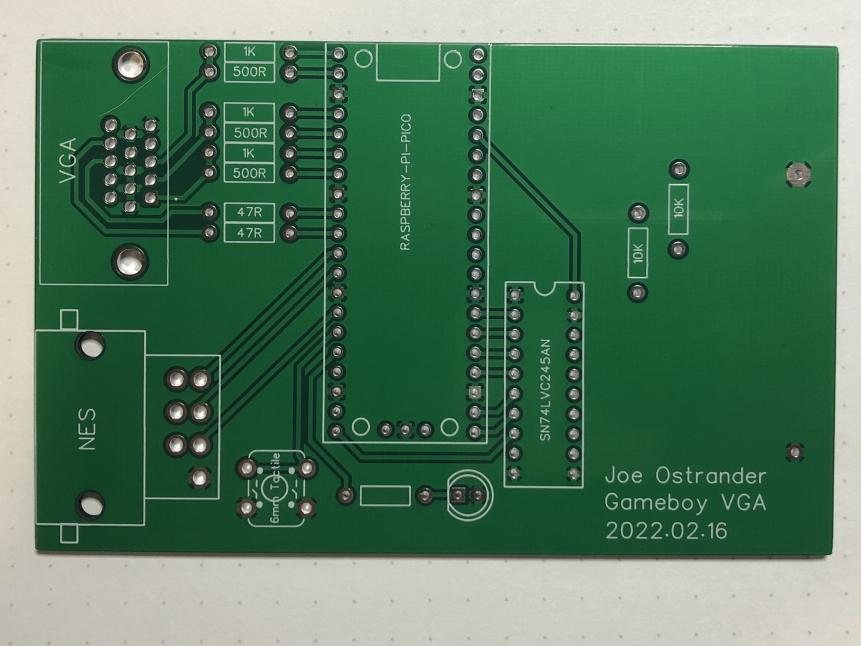 VGA
1K
500R
1K
500R
1K
500R
47R
47R
RASPBERRY-PI-PICO
10K
10K
SN74LVC245AN
NES
6mm Tactile
Joe Ostrander
Gameboy VGA
2022.02.16